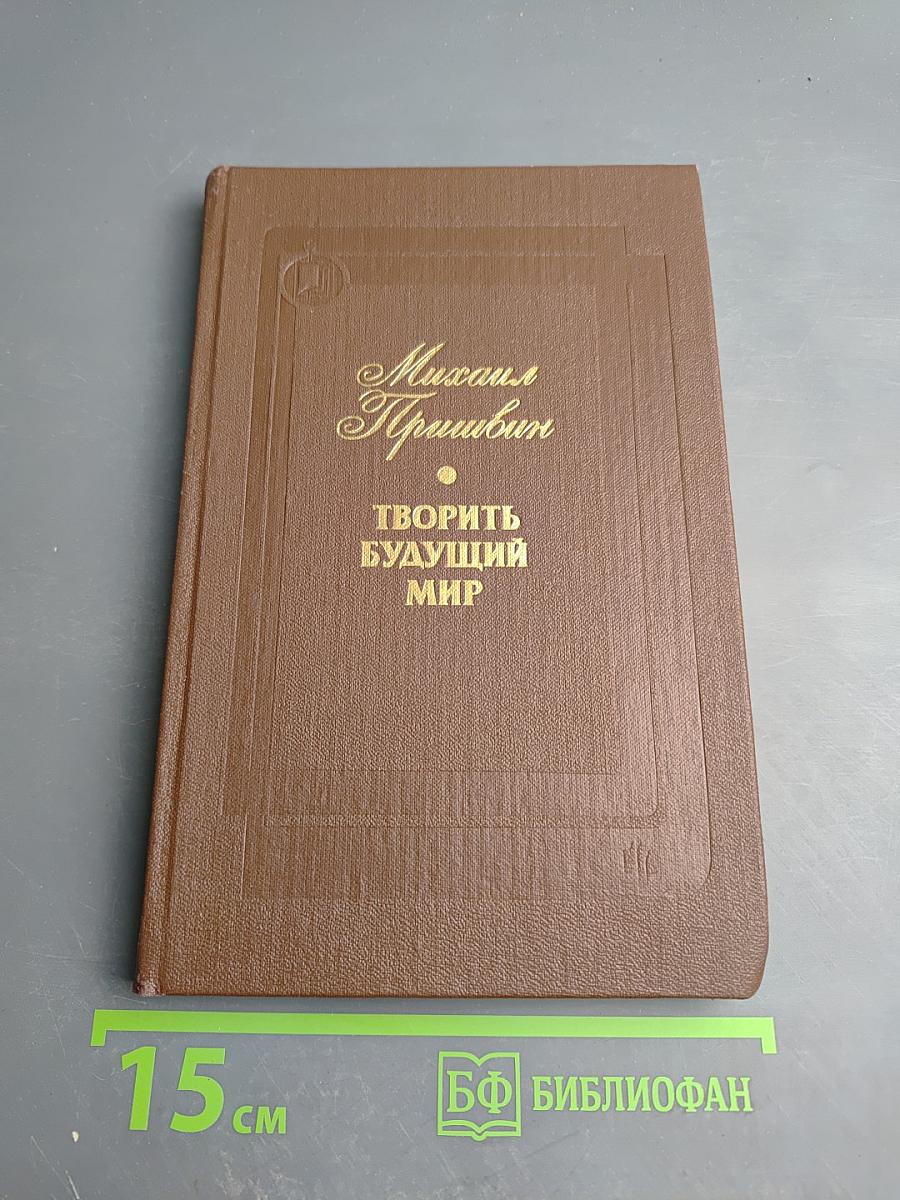 Михаил
Пришвин
ТВОРИТЬ
БУДУЩИЙ
МИР
15 см
БФ БИБЛИОФАН